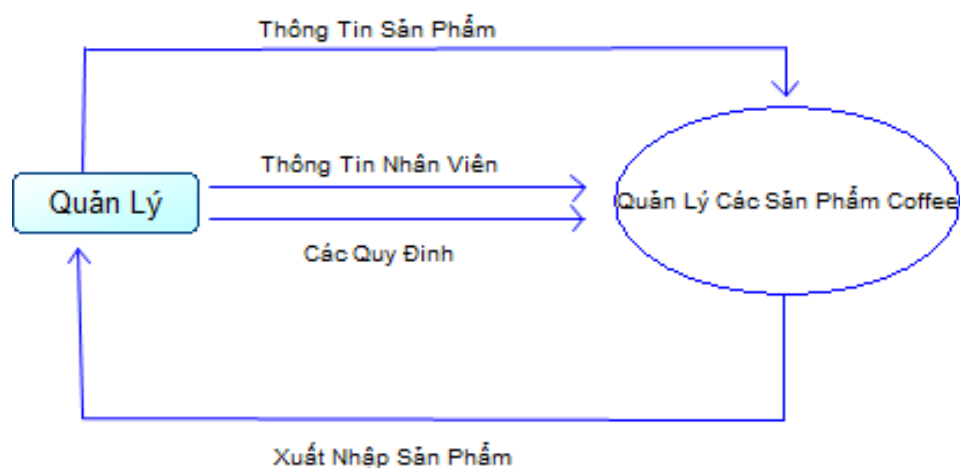 Thông Tin Sản Phẩm
Thông Tin Nhân Viên
Quản Lý
Quản Lý Các Sản Phẩm Coffee
Các Quy Đinh
Xuất Nhập Sản Phẩm